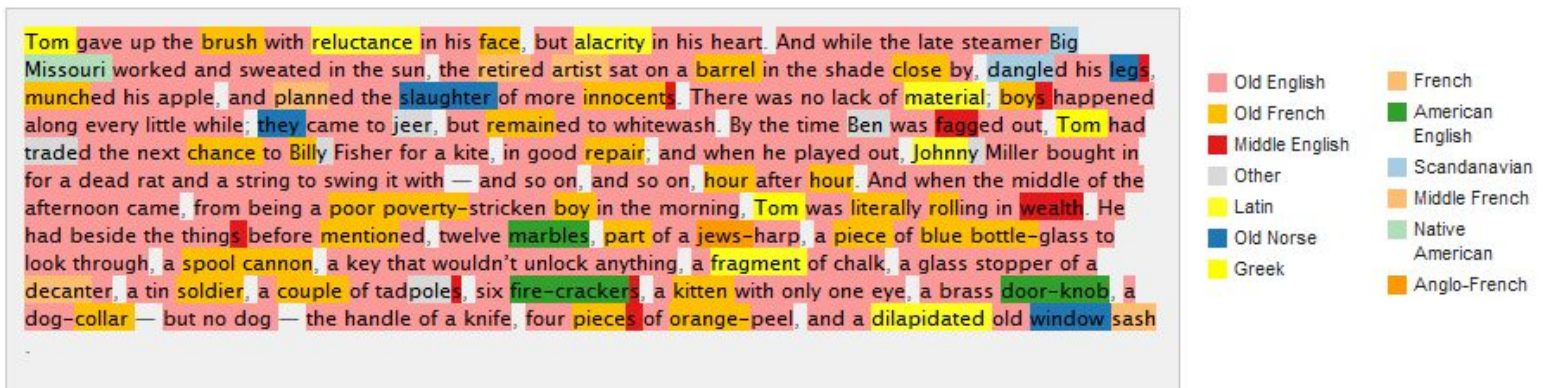 Tom gave up the brush with reluctance in his face, but alacrity in his heart. And while the late steamer Big
Missouri worked and sweated in the sun, the retired artist sat on a barrel in the shade close by, dangled his legs,
munched his apple, and planned the slaughter of more innocents. There was no lack of material; boys happened
along every little while; they came to jeer, but remained to whitewash. By the time Ben was fagged out, Tom had
traded the next chance to Billy Fisher for a kite, in good repair; and when he played out, Johnny Miller bought in
for a dead rat and a string to swing it with — and so on, and so on, hour after hour. And when the middle of the
afternoon came, from being a poor poverty-stricken boy in the morning, Tom was literally rolling in wealth. He
had beside the things before mentioned, twelve marbles, part of a jews-harp, a piece of blue bottle-glass to
look through, a spool cannon, a key that wouldn't unlock anything, a fragment of chalk, a glass stopper of a
decanter, a tin soldier, a couple of tadpoles, six fire-crackers, a kitten with only one eye, a brass door-knob, a
dog-collar — but no dog — the handle of a knife, four pieces of orange-peel, and a dilapidated old window sash
.
Old English
Old French
Middle English
Other
Latin
Old Norse
Greek
French
American
English
Scandanavian
Middle French
Native
American
Anglo-French